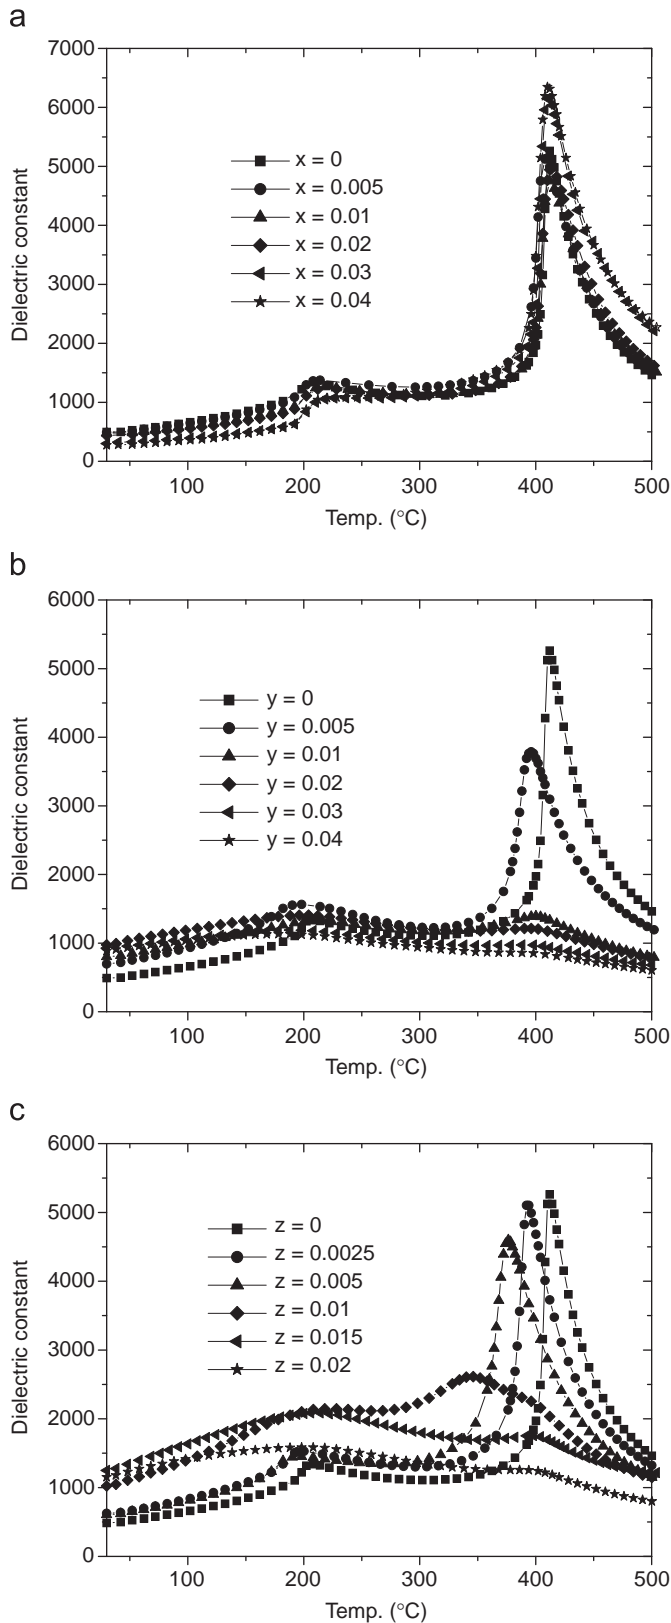 a
7000
6000
5000
4000
3000
2000
1000
0
Dielectric constant
x = 0
x = 0.005
x = 0.01
x = 0.02
x = 0.03
x = 0.04
100 200 300 400 500
Temp. (°C)
b
6000
5000
4000
3000
2000
1000
0
Dielectric constant
y = 0
y = 0.005
y = 0.01
y = 0.02
y = 0.03
y = 0.04
100 200 300 400 500
Temp. (°C)
c
6000
5000
4000
3000
2000
1000
0
Dielectric constant
z = 0
z = 0.0025
z = 0.005
z = 0.01
z = 0.015
z = 0.02
100 200 300 400 500
Temp. (°C)